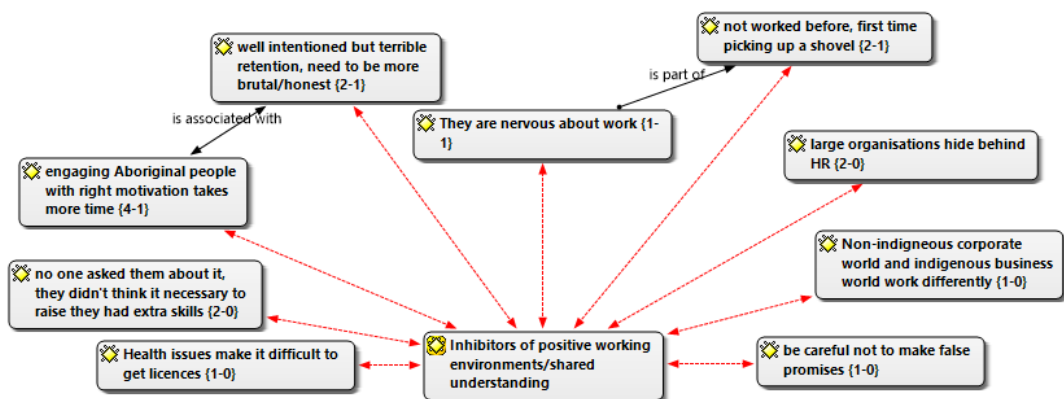 not worked before, first time
picking up a shovel {2-1}
well intentioned but terrible
retention, need to be more
brutal/honest {2-1}
is part of
is associated with
They are nervous about work {1-
1}
large organisations hide behind
HR {2-0}
engaging Aboriginal people
with right motivation takes
more time {4-1}
Non-indigneous corporate
world and indigenous business
world work differently {1-0}
no one asked them about it,
they didn't think it necessary to
raise they had extra skills
{2-0}
Inhibitors of positive working
environments/shared
understanding
Health issues make it difficult to
get licences {1-0}
be careful not to make false
promises {1-0}